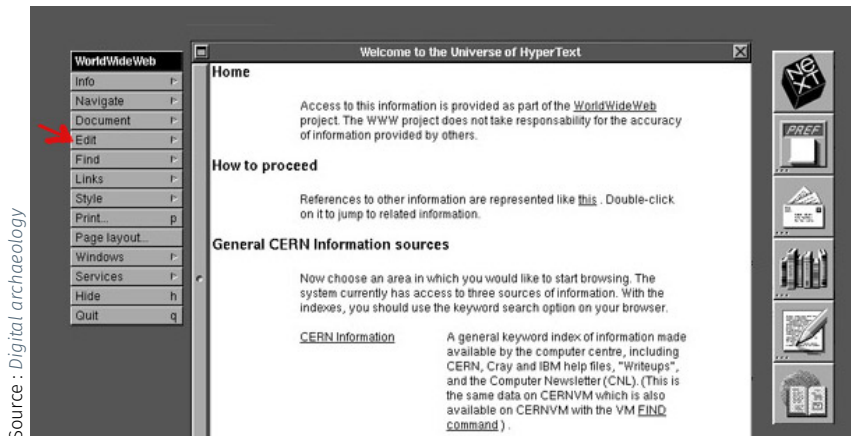 Source : Digital archaeology
WorldWideWeb
Info
Navigate
Document
Edit
Find
Links
Style
Print... p
Page layout...
Windows
Services
Hide h
Quit q
Welcome to the Universe of HyperText
Home
Access to this information is provided as part of the WorldWideWeb
project. The WWW project does not take responsability for the accuracy
of information provided by others.
How to proceed
References to other information are represented like this . Double-click
on it to jump to related information.
General CERN Information sources
Now choose an area in which you would like to start browsing. The
system currently has access to three sources of information. With the
indexes, you should use the keyword search option on your browser.
CERN Information
A general keyword index of information made
available by the computer centre, including
CERN, Cray and IBM help files, "Writeups",
and the Computer Newsletter (CNL). (This is
the same data on CERNVM which is also
available on CERNVM with the VM FIND
command ) .
NeXT
PREF